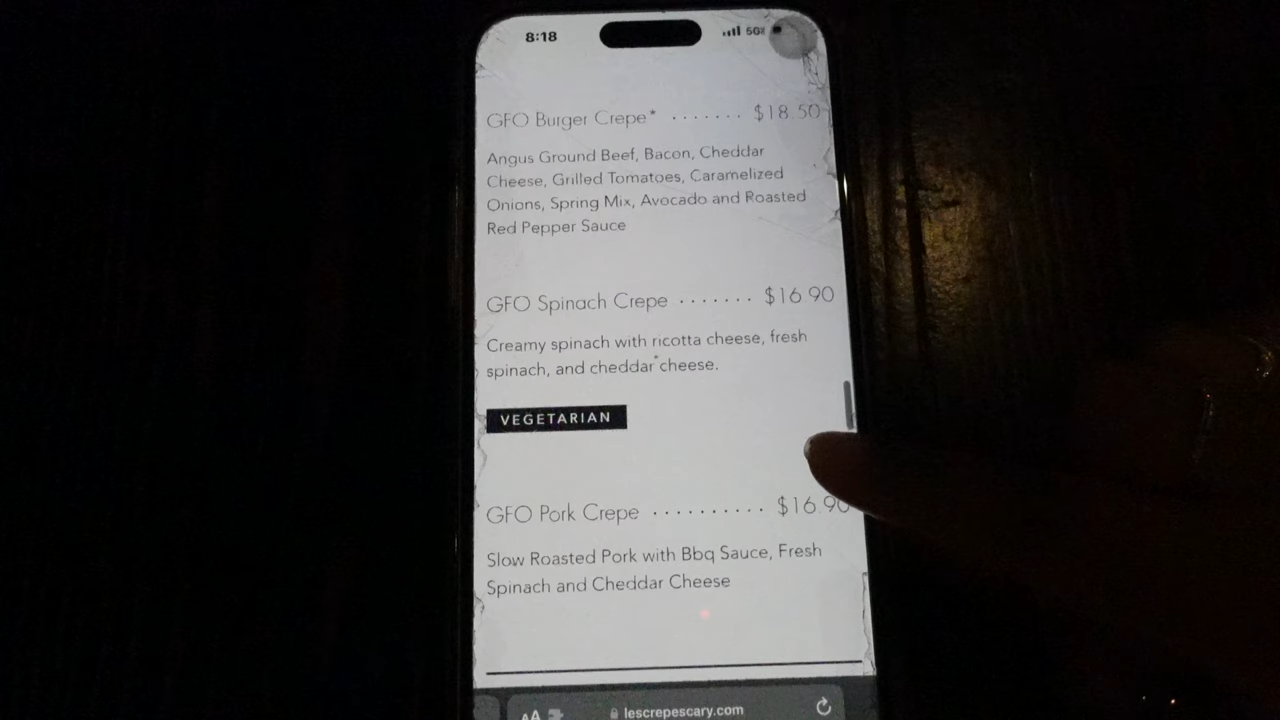 8:18 5G
GFO Burger Crepe* ....... $18.50
Angus Ground Beef, Bacon, Cheddar
Cheese, Grilled Tomatoes, Caramelized
Onions, Spring Mix, Avocado and Roasted
Red Pepper Sauce
GFO Spinach Crepe ....... $16.90
Creamy spinach with ricotta cheese, fresh
spinach, and cheddar cheese.
VEGETARIAN
GFO Pork Crepe .......... $16.90
Slow Roasted Pork with Bbq Sauce, Fresh
Spinach and Cheddar Cheese
AA lescrepescary.com